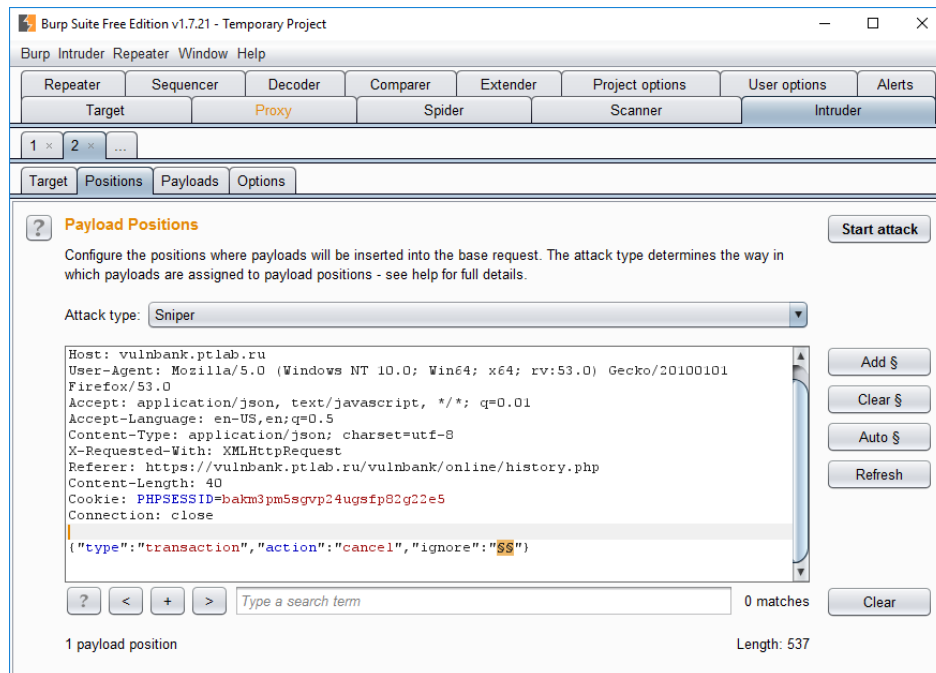 Burp Suite Free Edition v1.7.21 - Temporary Project
Burp Intruder Repeater Window Help
Repeater Sequencer Decoder Comparer Extender Project options User options Alerts
Target Proxy Spider Scanner Intruder
1 × 2 × ...
Target Positions Payloads Options
? Payload Positions
Start attack
Configure the positions where payloads will be inserted into the base request. The attack type determines the way in
which payloads are assigned to payload positions - see help for full details.
Attack type: Sniper
Host: vulnbank.ptlab.ru
User-Agent: Mozilla/5.0 (Windows NT 10.0; Win64; x64; rv:53.0) Gecko/20100101
Firefox/53.0
Accept: application/json, text/javascript, */*; q=0.01
Accept-Language: en-US,en;q=0.5
Content-Type: application/json; charset=utf-8
X-Requested-With: XMLHttpRequest
Referer: https://vulnbank.ptlab.ru/vulnbank/online/history.php
Content-Length: 40
Cookie: PHPSESSID=bakm3pm5sgvp24ugsfp82g22e5
Connection: close
{"type":"transaction","action":"cancel","ignore":"§§"}
Add §
Clear §
Auto §
Refresh
? < + > Type a search term 0 matches Clear
1 payload position Length: 537